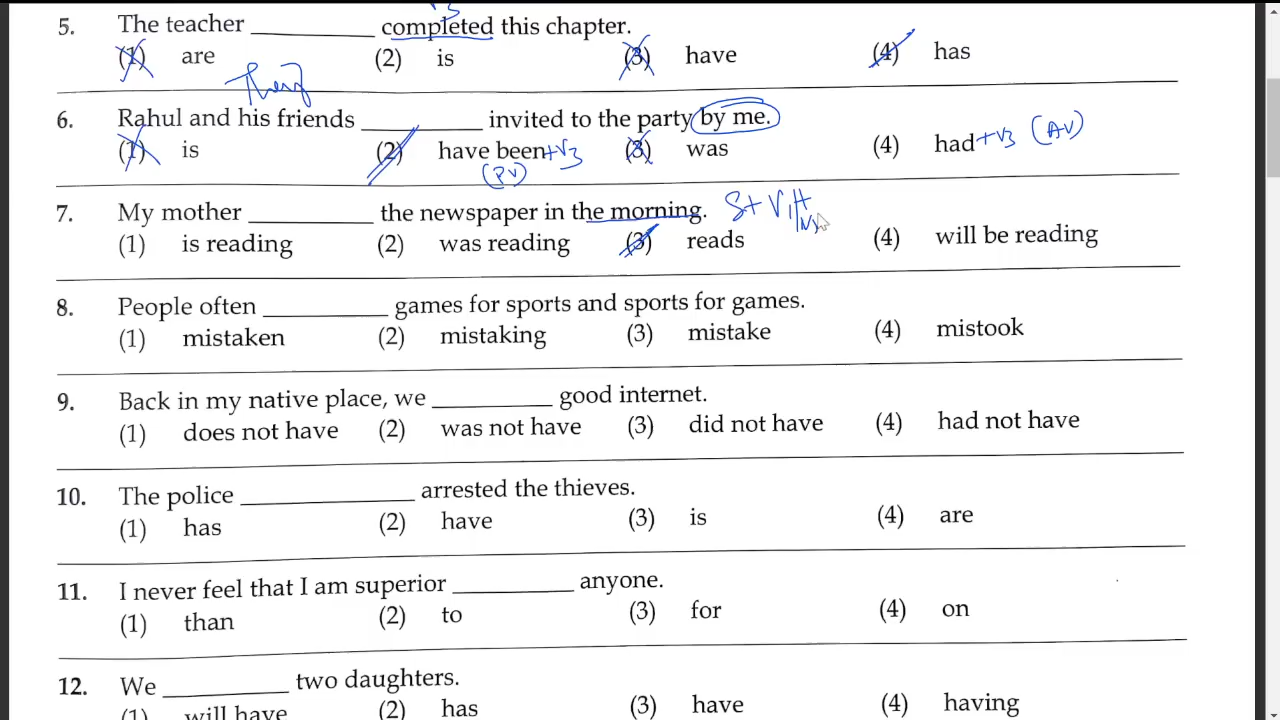 5. The teacher __________ completed this chapter.
(1) are (2) is (3) have (4) has
6. Rahul and his friends __________ invited to the party by me.
(1) is (2) have been +V3 (3) was (4) had +V3 (AV)
(PV)
7. My mother __________ the newspaper in the morning. S+ V1+
(1) is reading (2) was reading (3) reads (4) will be reading
8. People often __________ games for sports and sports for games.
(1) mistaken (2) mistaking (3) mistake (4) mistook
9. Back in my native place, we __________ good internet.
(1) does not have (2) was not have (3) did not have (4) had not have
10. The police ______________ arrested the thieves.
(1) has (2) have (3) is (4) are
11. I never feel that I am superior __________ anyone.
(1) than (2) to (3) for (4) on
12. We __________ two daughters.
(1) will have (2) has (3) have (4) having